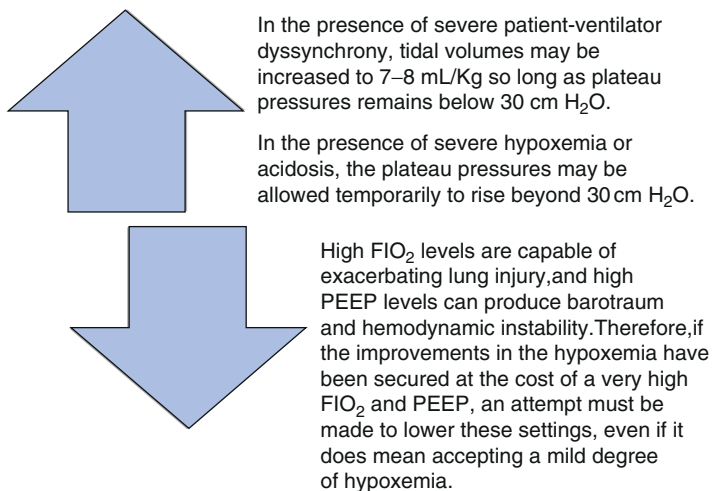 In the presence of severe patient-ventilator
dyssynchrony, tidal volumes may be
increased to 7–8 mL/Kg so long as plateau
pressures remains below 30 cm H₂O.
In the presence of severe hypoxemia or
acidosis, the plateau pressures may be
allowed temporarily to rise beyond 30 cm H₂O.
High FIO₂ levels are capable of
exacerbating lung injury,and high
PEEP levels can produce barotraum
and hemodynamic instability.Therefore,if
the improvements in the hypoxemia have
been secured at the cost of a very high
FIO₂ and PEEP, an attempt must be
made to lower these settings, even if it
does mean accepting a mild degree
of hypoxemia.